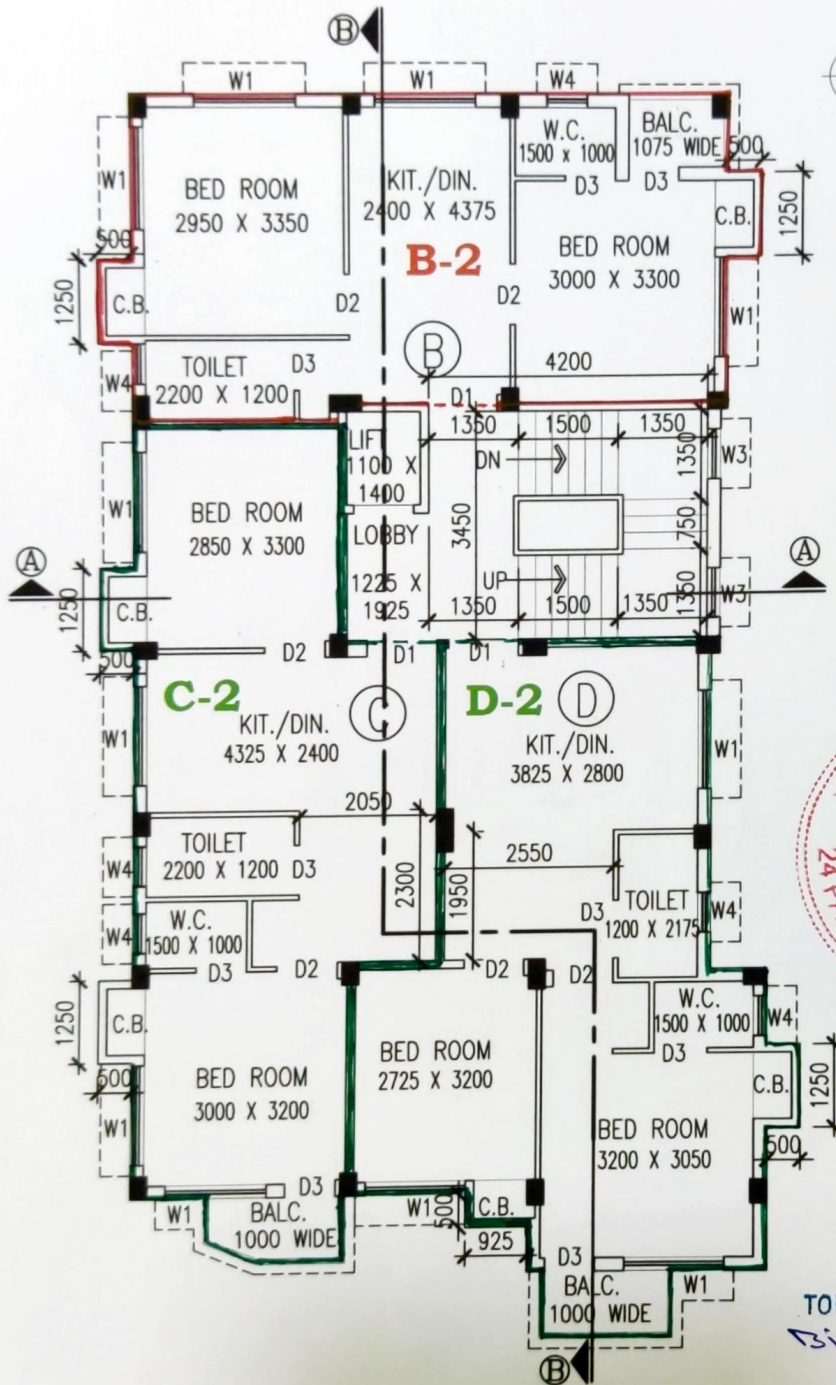 B
W1
W1
W4
W.C.
1500 X 1000
BALC.
1075 WIDE
500
W1
BED ROOM
2950 X 3350
KIT./DIN.
2400 X 4375
D3
D3
C.B.
1250
500
B-2
BED ROOM
3000 X 3300
1250
C.B.
D2
D2
W1
B
4200
W4
TOILET
2200 X 1200
D3
D1
1350
1500
1350
LIFT
1100 X
1400
DN
1350
W3
W1
BED ROOM
2850 X 3300
3450
750
LOBBY
1225 X
1925
UP
A
A
1250
C.B.
1350
W3
1350
1500
1350
500
D2
D1
D1
C-2
C
D-2
D
W1
KIT./DIN.
4325 X 2400
KIT./DIN.
3825 X 2800
W1
2050
TOILET
2200 X 1200
D3
W4
2300
1950
2550
24
TOILET
1200 X 2175
D3
W4
W4
W.C.
1500 X 1000
D3
D2
D2
D2
1250
C.B.
W.C.
1500 X 1000
W4
D3
500
BED ROOM
3000 X 3200
BED ROOM
2725 X 3200
C.B.
1250
W1
BED ROOM
3200 X 3050
500
D3
W1
BALC.
1000 WIDE
W1
500
C.B.
925
D3
W1
BALC.
1000 WIDE
TO
B